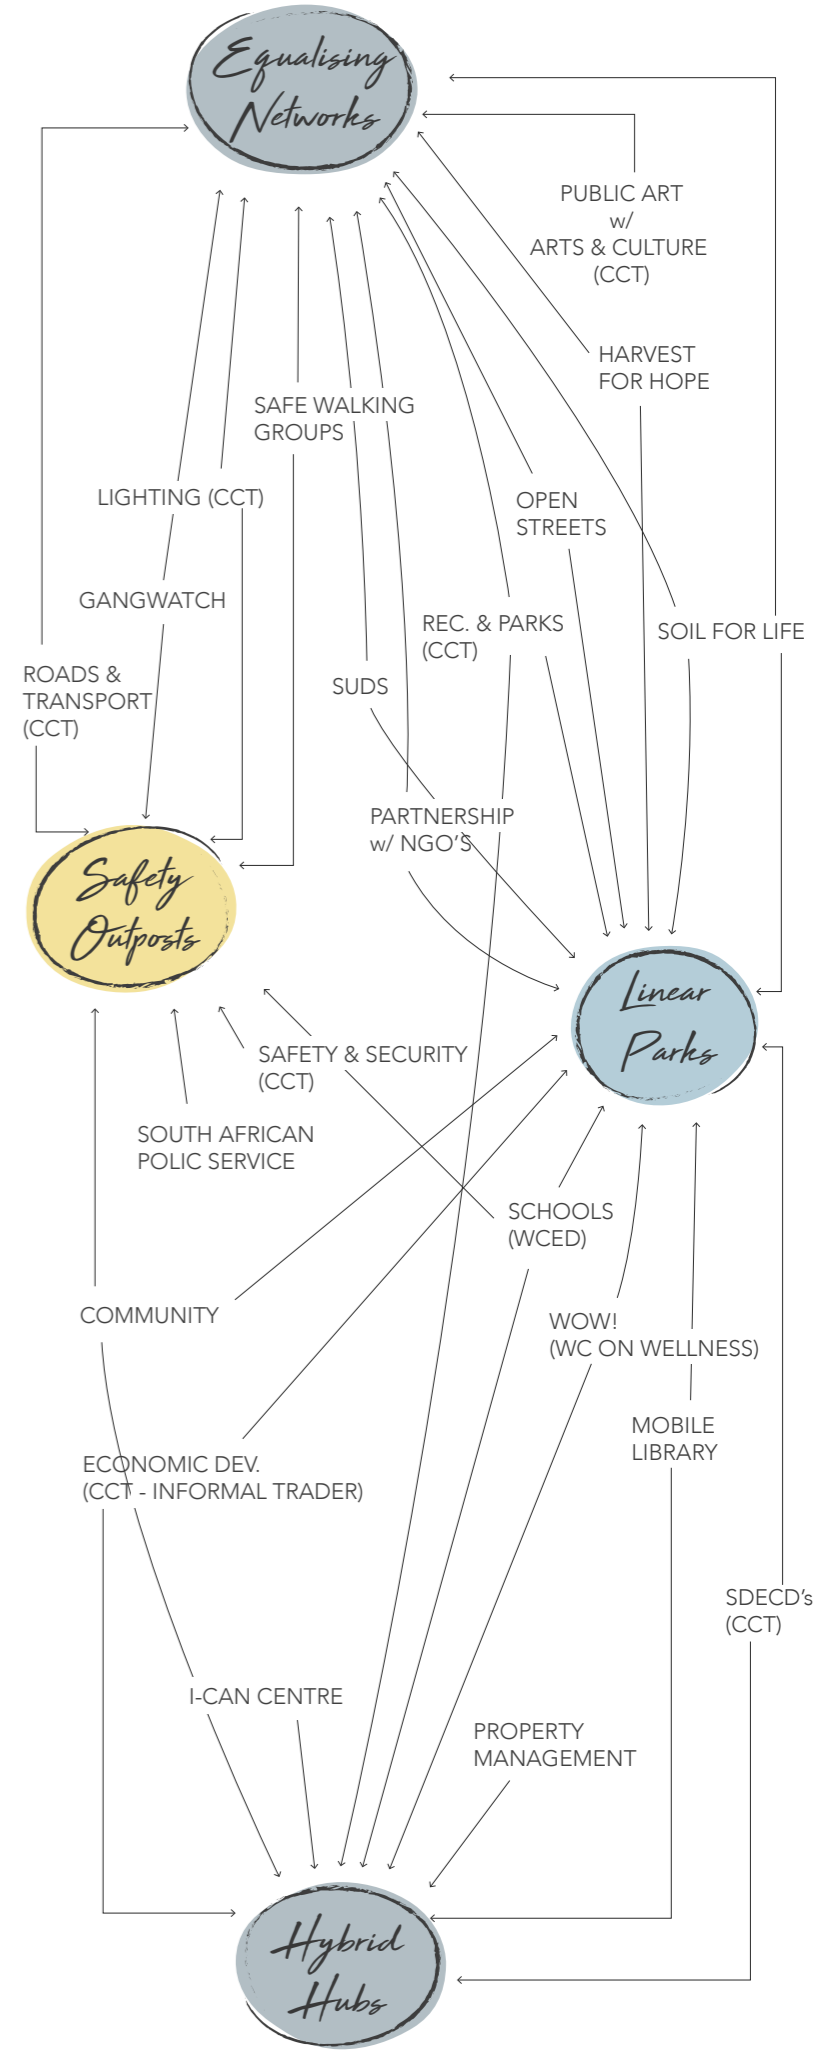 Equalising
Networks
PUBLIC ART
w/
ARTS & CULTURE
(CCT)
HARVEST
FOR HOPE
SAFE WALKING
GROUPS
LIGHTING (CCT)
OPEN
STREETS
GANGWATCH
REC. & PARKS
(CCT)
SOIL FOR LIFE
ROADS &
TRANSPORT
(CCT)
SUDS
PARTNERSHIP
w/ NGO'S
Safety
Outposts
Linear
Parks
SAFETY & SECURITY
(CCT)
SOUTH AFRICAN
POLIC SERVICE
SCHOOLS
(WCED)
COMMUNITY
WOW!
(WC ON WELLNESS)
MOBILE
LIBRARY
ECONOMIC DEV.
(CCT - INFORMAL TRADER)
SDECD's
(CCT)
I-CAN CENTRE
PROPERTY
MANAGEMENT
Hybrid
Hubs